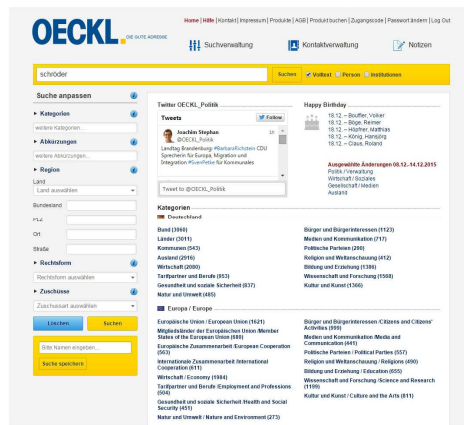 Home | Hilfe | Kontakt | Impressum | Produkte | AGB | Produkt buchen | Zugangscode | Passwort ändern | Log Out
OECKL. DIE GUTE ADRESSE
Suchverwaltung
Kontaktverwaltung
Notizen
schröder
Suchen
Volltext
Person
Institutionen
Suche anpassen
Kategorien
weitere Kategorien...
Abkürzungen
weitere Abkürzungen...
Region
Land
Land auswählen
Bundesland
PLZ
Ort
Straße
Rechtsform
Rechtsform auswählen
Zuschüsse
Zuschussart auswählen
Löschen
Suchen
Bitte Namen eingeben...
Suche speichern
Twitter OECKL_Politik
Tweets
Follow
Joachim Stephan
@OECKL_Politik
Landtag Brandenburg: #BarbaraRichstein CDU
Sprecherin für Europa, Migration und
Integration #SvenPetke für Kommunales
Tweet to @OECKL_Politik
Happy Birthday
18.12. – Bouffier, Volker
18.12. – Böge, Reimer
18.12. – Höpfner, Matthias
18.12. – König, Hansjörg
18.12. – Claus, Roland
Ausgewählte Änderungen 08.12.-14.12.2015
Politik / Verwaltung
Wirtschaft / Soziales
Gesellschaft / Medien
Ausland
Kategorien
Deutschland
Bund (3060)
Länder (3011)
Kommunen (543)
Ausland (2916)
Wirtschaft (2080)
Tarifpartner und Berufe (953)
Gesundheit und soziale Sicherheit (837)
Natur und Umwelt (485)
Bürger und Bürgerinteressen (1123)
Medien und Kommunikation (717)
Politische Parteien (290)
Religion und Weltanschauung (412)
Bildung und Erziehung (1386)
Wissenschaft und Forschung (1568)
Kultur und Kunst (1366)
Europa / Europe
Europäische Union / European Union (1621)
Mitgliedsländer der Europäischen Union /Member
States of the European Union (680)
Europäische Zusammenarbeit /European Cooperation
(563)
Internationale Zusammenarbeit /International
Cooperation (611)
Wirtschaft / Economy (1984)
Tarifpartner und Berufe /Employment and Professions
(504)
Gesundheit und soziale Sicherheit /Health and Social
Security (451)
Natur und Umwelt / Nature and Environment (273)
Bürger und Bürgerinteressen /Citizens and Citizens'
Activities (999)
Medien und Kommunikation /Media and
Communication (441)
Politische Parteien / Political Parties (557)
Religion und Weltanschauung / Religions (490)
Bildung und Erziehung / Education (655)
Wissenschaft und Forschung /Science and Research
(1199)
Kultur und Kunst / Culture and the Arts (811)